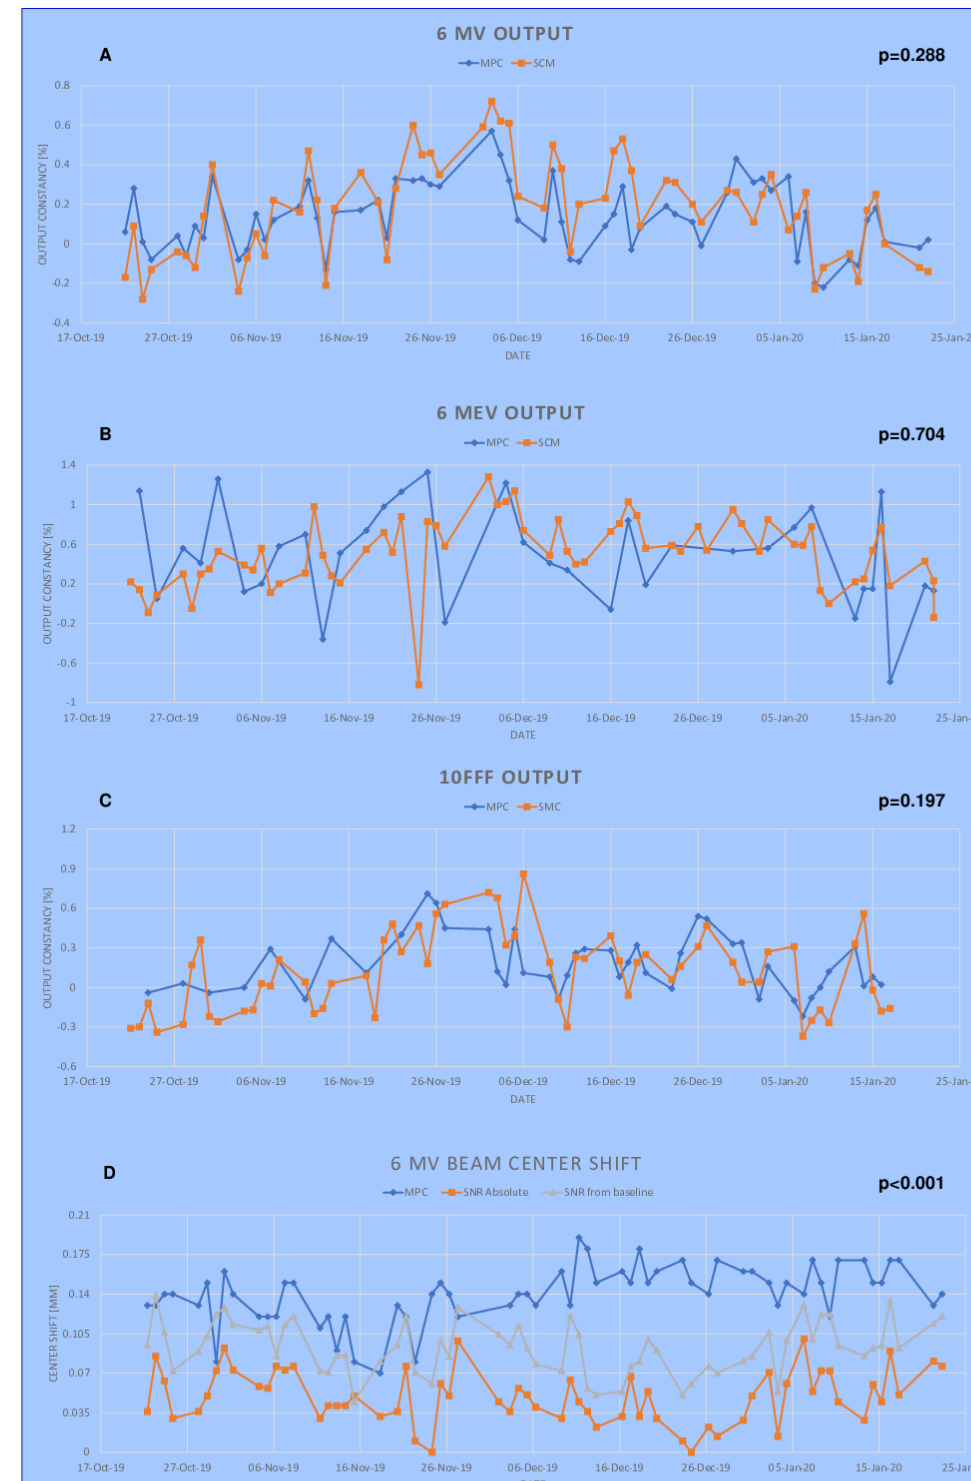 6 MV OUTPUT
A
p=0.288
MPC SCM
0.8
0.6
0.4
0.2
0
-0.2
-0.4
OUTPUT CONSTANCY [%]
17-Oct-19 27-Oct-19 06-Nov-19 16-Nov-19 26-Nov-19 06-Dec-19 16-Dec-19 26-Dec-19 05-Jan-20 15-Jan-20 25-Jan-2
DATE
6 MEV OUTPUT
B
p=0.704
MPC SCM
1.4
1
0.6
0.2
-0.2
-0.6
-1
OUTPUT CONSTANCY [%]
17-Oct-19 27-Oct-19 06-Nov-19 16-Nov-19 26-Nov-19 06-Dec-19 16-Dec-19 26-Dec-19 05-Jan-20 15-Jan-20 25-Jan-
DATE
10FFF OUTPUT
C
p=0.197
MPC SMC
1.2
0.9
0.6
0.3
0
-0.3
-0.6
OUTPUT CONSTANCY [%]
17-Oct-19 27-Oct-19 06-Nov-19 16-Nov-19 26-Nov-19 06-Dec-19 16-Dec-19 26-Dec-19 05-Jan-20 15-Jan-20 25-Jan-
DATE
6 MV BEAM CENTER SHIFT
D
p<0.001
MPC SNR Absolute SNR from baseline
0.21
0.175
0.14
0.105
0.07
0.035
0
CENTER SHIFT [MM]
17-Oct-19 27-Oct-19 06-Nov-19 16-Nov-19 26-Nov-19 06-Dec-19 16-Dec-19 26-Dec-19 05-Jan-20 15-Jan-20 25-Jan